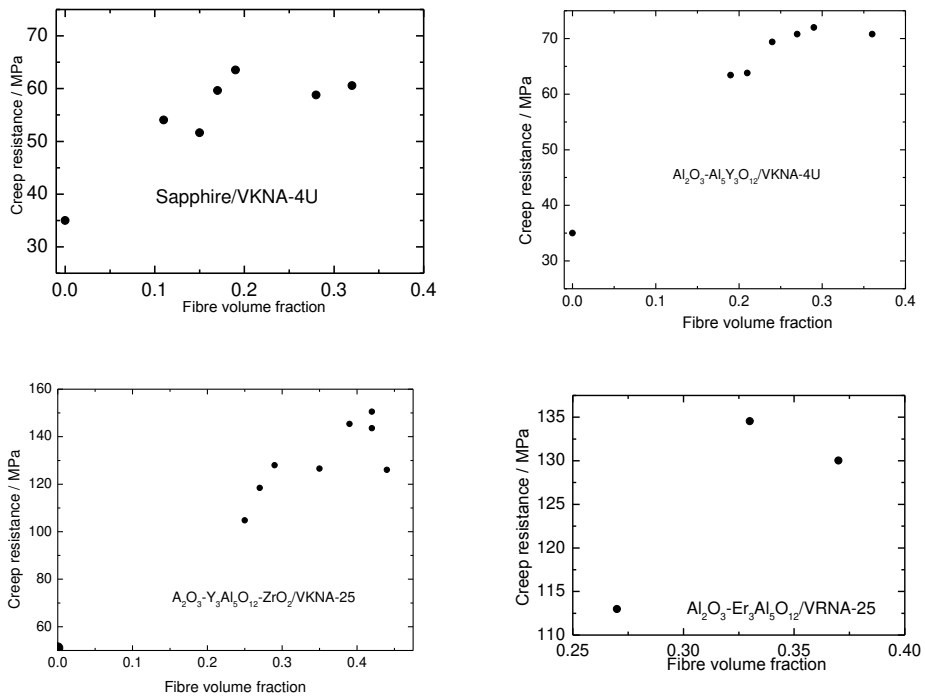 70
60
50
40
30
Creep resistance / MPa
Sapphire/VKNA-4U
0.0 0.1 0.2 0.3 0.4
Fibre volume fraction
70
60
50
40
30
Creep resistance / MPa
Al₂O₃-Al₅Y₃O₁₂/VKNA-4U
0.0 0.1 0.2 0.3 0.4
Fibre volume fraction
160
140
120
100
80
60
Creep resistance / MPa
A₂O₃-Y₃Al₅O₁₂-ZrO₂/VKNA-25
0.0 0.1 0.2 0.3 0.4
Fibre volume fraction
135
130
125
120
115
110
Creep resistance / MPa
Al₂O₃-Er₃Al₅O₁₂/VRNA-25
0.25 0.30 0.35 0.40
Fibre volume fraction